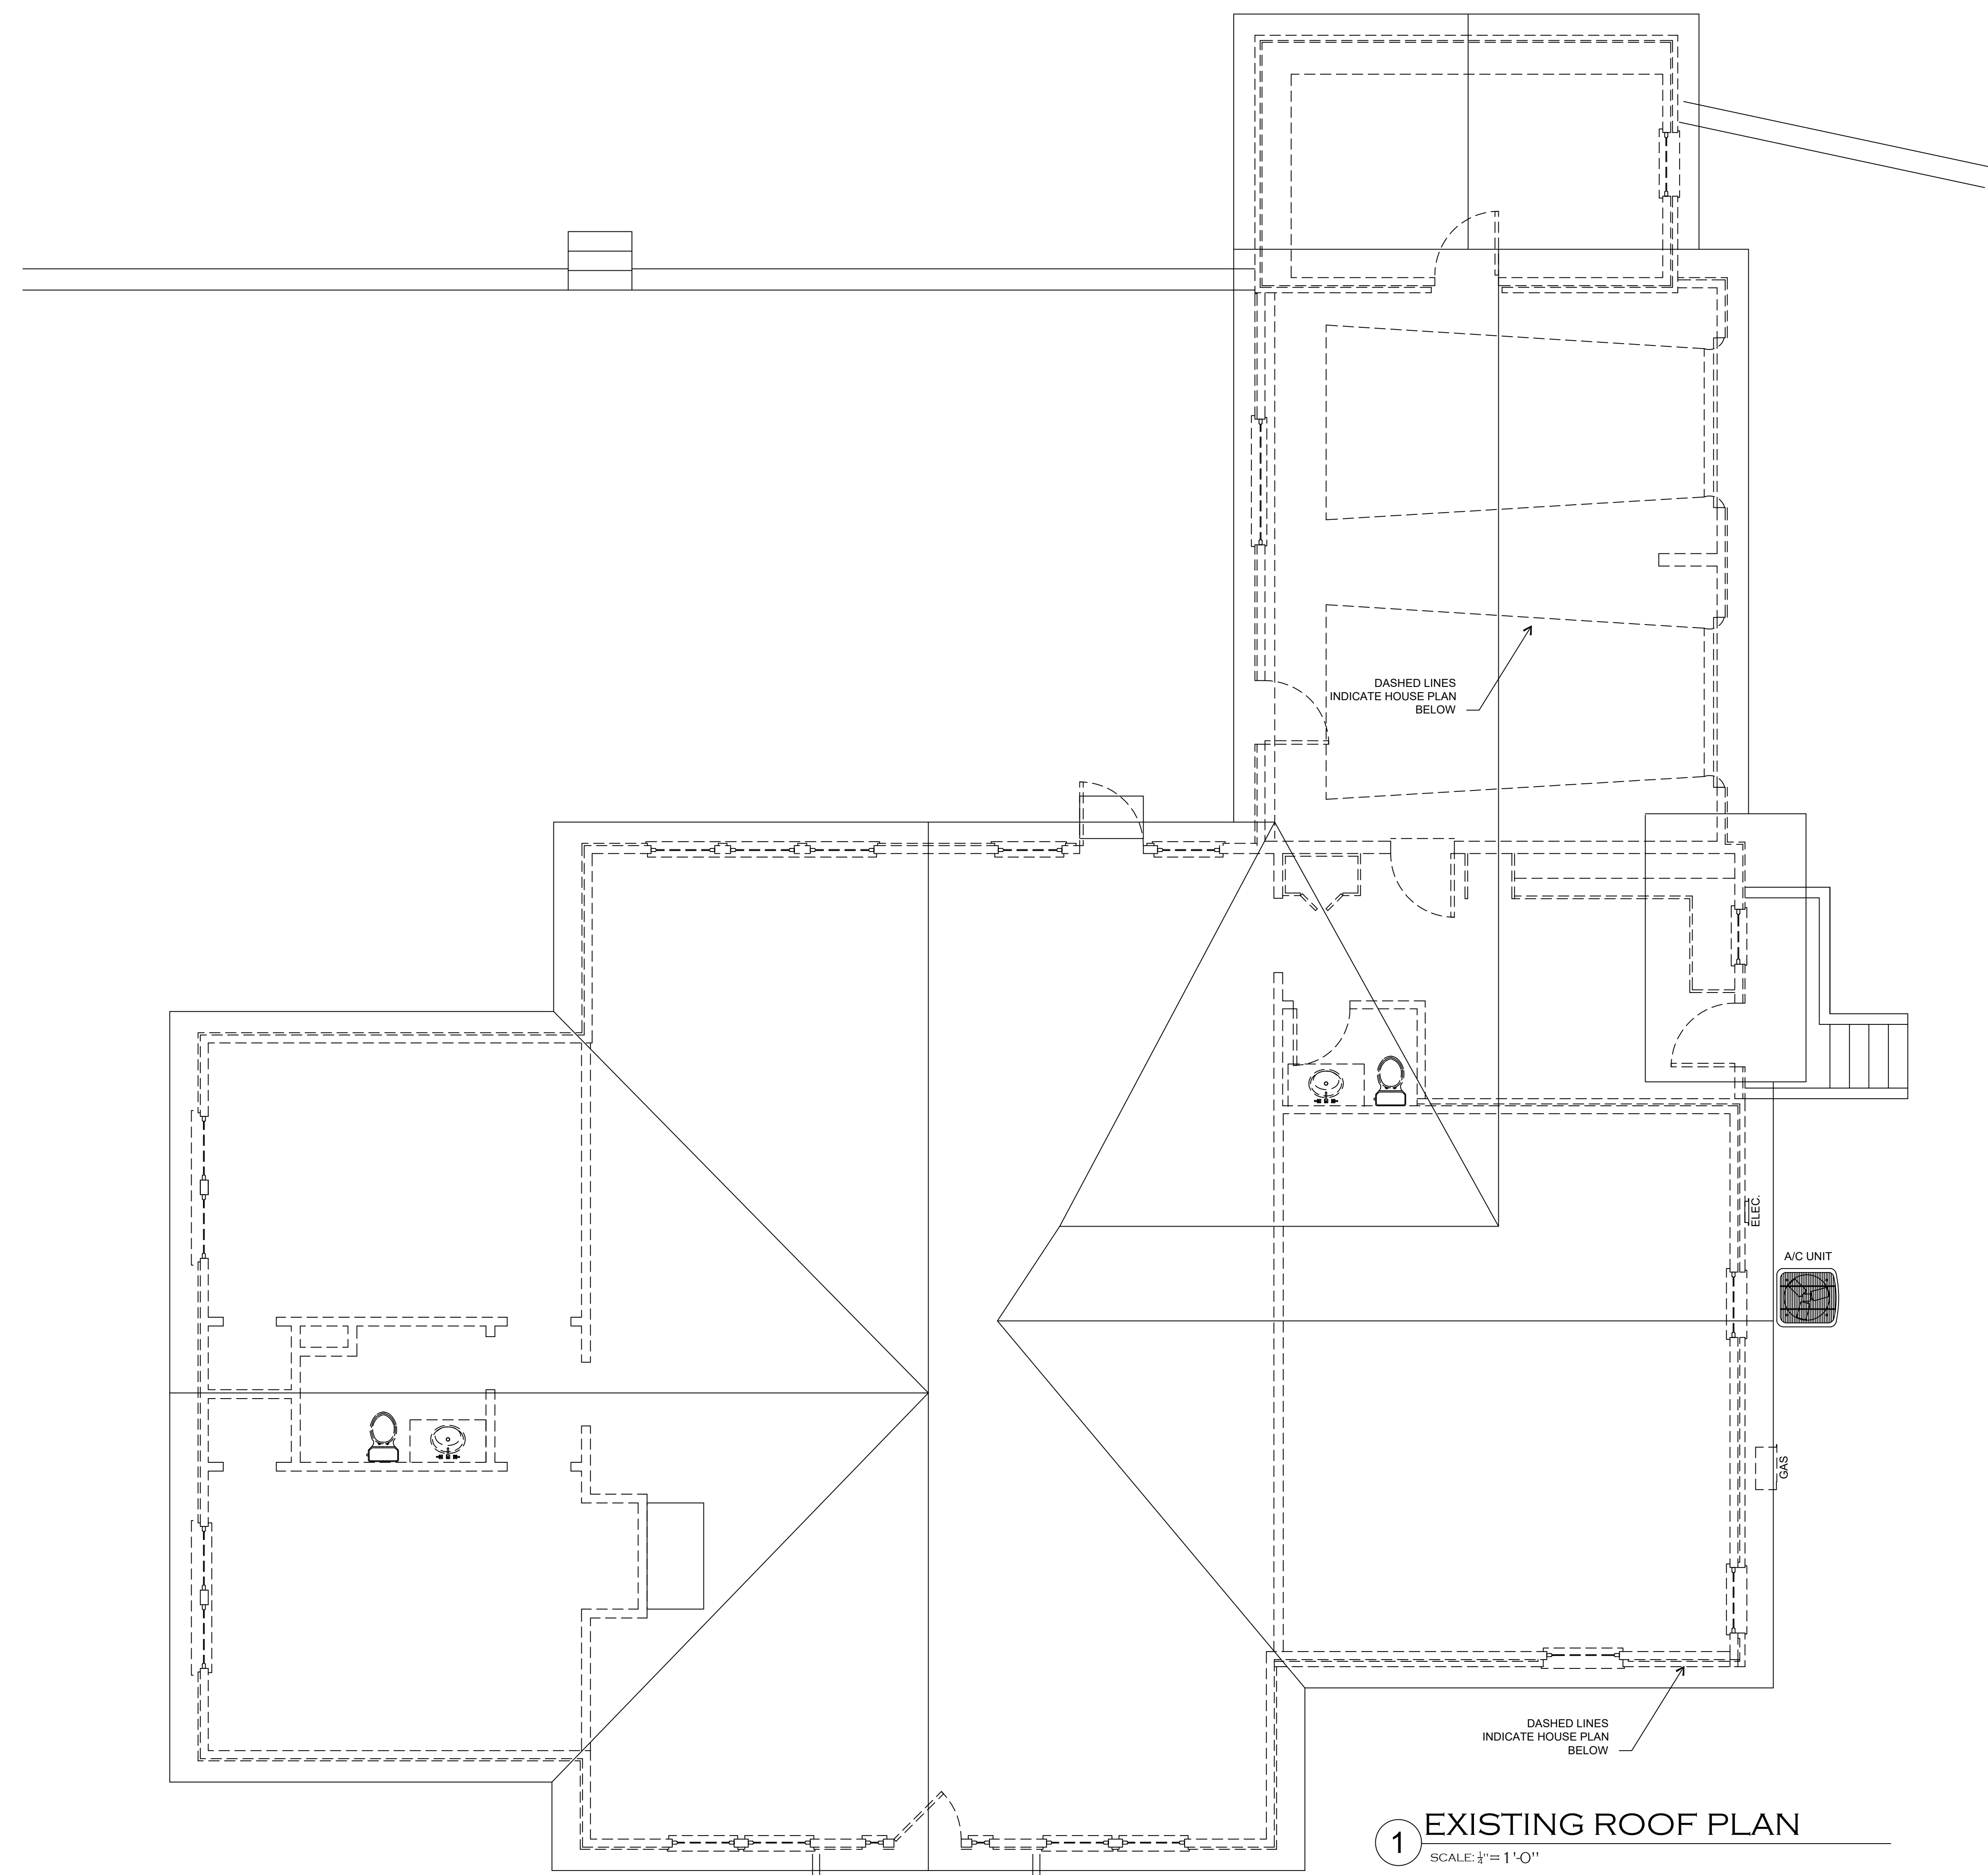 DASHED LINES
INDICATE HOUSE PLAN
BELOW
ELEC.
A/C UNIT
GAS
DASHED LINES
INDICATE HOUSE PLAN
BELOW
1 EXISTING ROOF PLAN
SCALE: ¼"=1'-0"